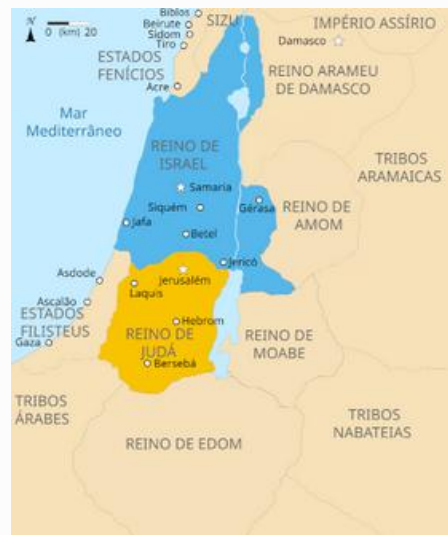 Biblos
SIZU
IMPÉRIO ASSÍRIO
N
0 (km) 20
Beirute
Sidom
Tiro
Damasco
ESTADOS
FENÍCIOS
REINO ARAMEU
DE DAMASCO
Acre
Mar
Mediterrâneo
REINO DE
ISRAEL
TRIBOS
ARAMAICAS
Samaria
Siquém
Gerasa
REINO DE
AMOM
Jafa
Betel
Jericó
Asdode
Jerusalém
Laquis
Ascalão
ESTADOS
FILISTEUS
Hebrom
REINO DE
JUDÁ
Gaza
REINO DE
MOABE
Bersebá
TRIBOS
ÁRABES
TRIBOS
NABATEIAS
REINO DE EDOM